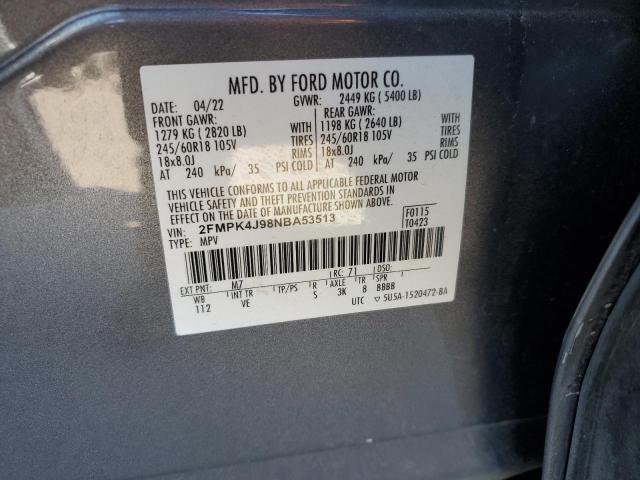 MFD. BY FORD MOTOR CO.
DATE: 04/22 GVWR: 2449 KG ( 5400 LB)
FRONT GAWR: REAR GAWR:
1279 KG ( 2820 LB) WITH 1198 KG ( 2640 LB) WITH
245/60R18 105V TIRES 245/60R18 105V TIRES
18x8.0J RIMS 18x8.0J RIMS
AT 240 kPa/ 35 PSI COLD AT 240 kPa/ 35 PSI COLD
THIS VEHICLE CONFORMS TO ALL APPLICABLE FEDERAL MOTOR
VEHICLE SAFETY AND THEFT PREVENTION STANDARDS IN
EFFECT ON THE DATE OF MANUFACTURE SHOWN ABOVE.
VIN: 2FMPK4J98NBA53513 F0115
TYPE: MPV T0423
EXT PNT: M7 RC: 71 DSO:
WB INT TR TP/PS R AXLE TR SPR
112 VE S 3K 8 BBBB
UTC ▽ 5U5A-1520472-BA